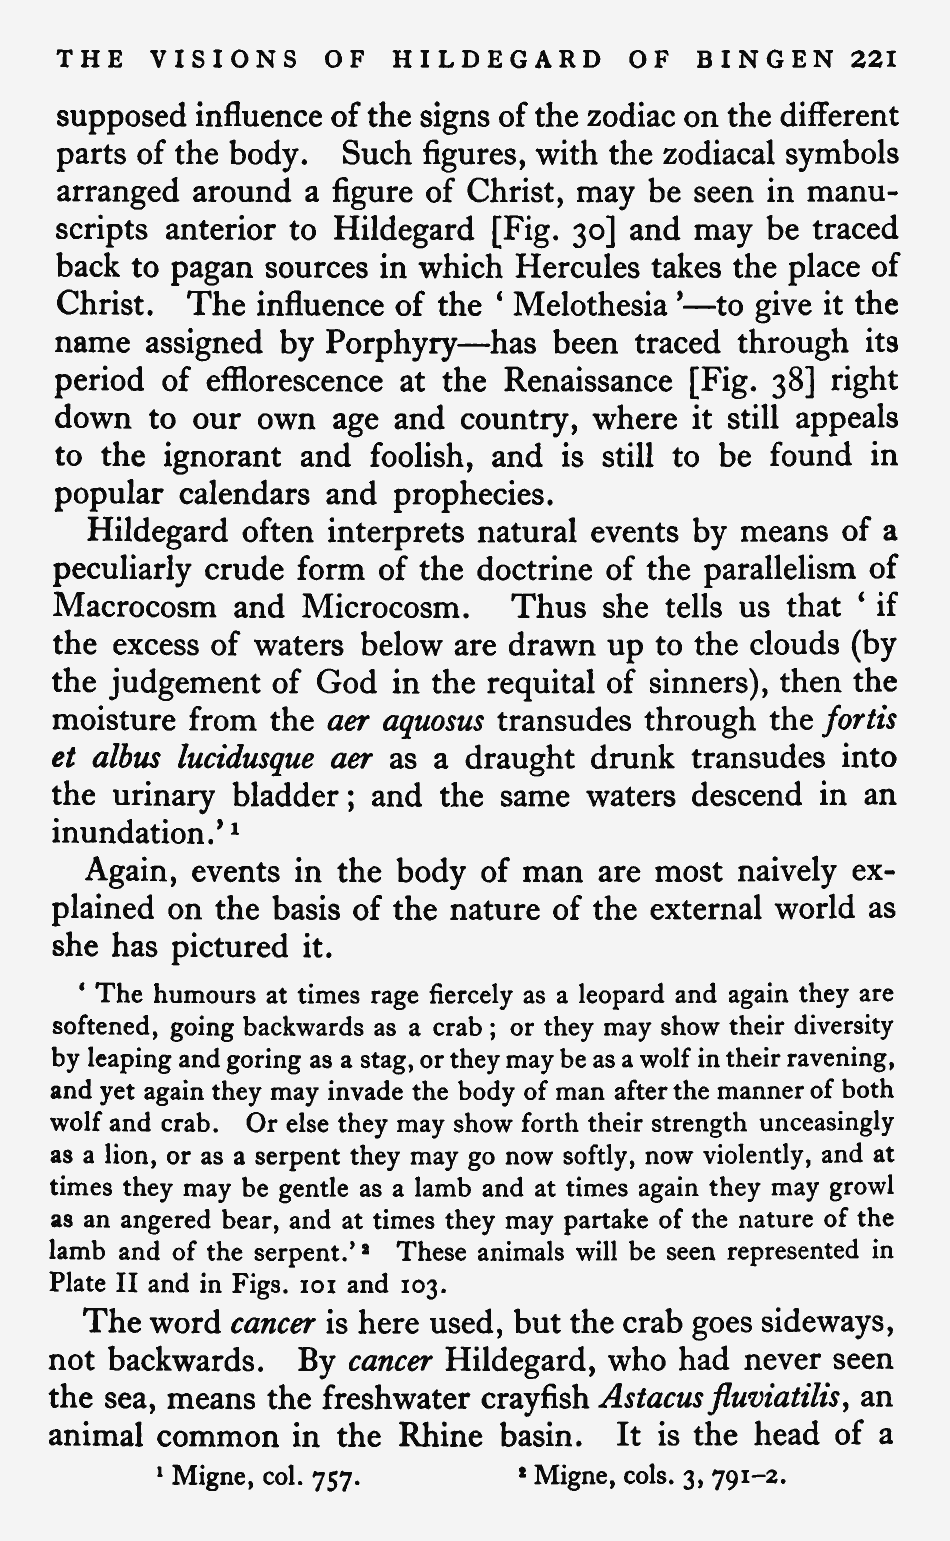 THE VISIONS OF HILDEGARD OF BINGEN 221
supposed influence of the signs of the zodiac on the different
parts of the body. Such figures, with the zodiacal symbols
arranged around a figure of Christ, may be seen in manu-
scripts anterior to Hildegard [Fig. 30] and may be traced
back to pagan sources in which Hercules takes the place of
Christ. The influence of the ‘ Melothesia ’—to give it the
name assigned by Porphyry—has been traced through its
period of efflorescence at the Renaissance [Fig. 38] right
down to our own age and country, where it still appeals
to the ignorant and foolish, and is still to be found in
popular calendars and prophecies.
Hildegard often interprets natural events by means of a
peculiarly crude form of the doctrine of the parallelism of
Macrocosm and Microcosm. Thus she tells us that ‘ if
the excess of waters below are drawn up to the clouds (by
the judgement of God in the requital of sinners), then the
moisture from the aer aquosus transudes through the fortis
et albus lucidusque aer as a draught drunk transudes into
the urinary bladder ; and the same waters descend in an
inundation.’ ¹
Again, events in the body of man are most naively ex-
plained on the basis of the nature of the external world as
she has pictured it.
‘ The humours at times rage fiercely as a leopard and again they are
softened, going backwards as a crab ; or they may show their diversity
by leaping and goring as a stag, or they may be as a wolf in their ravening,
and yet again they may invade the body of man after the manner of both
wolf and crab. Or else they may show forth their strength unceasingly
as a lion, or as a serpent they may go now softly, now violently, and at
times they may be gentle as a lamb and at times again they may growl
as an angered bear, and at times they may partake of the nature of the
lamb and of the serpent.’ ² These animals will be seen represented in
Plate II and in Figs. 101 and 103.
The word cancer is here used, but the crab goes sideways,
not backwards. By cancer Hildegard, who had never seen
the sea, means the freshwater crayfish Astacus fluviatilis, an
animal common in the Rhine basin. It is the head of a
¹ Migne, col. 757. ² Migne, cols. 3, 791–2.